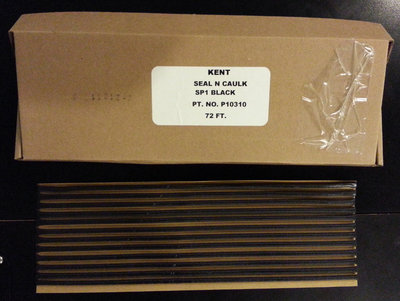 KENT
SEAL N CAULK
SP1 BLACK
PT. NO. P10310
72 FT.